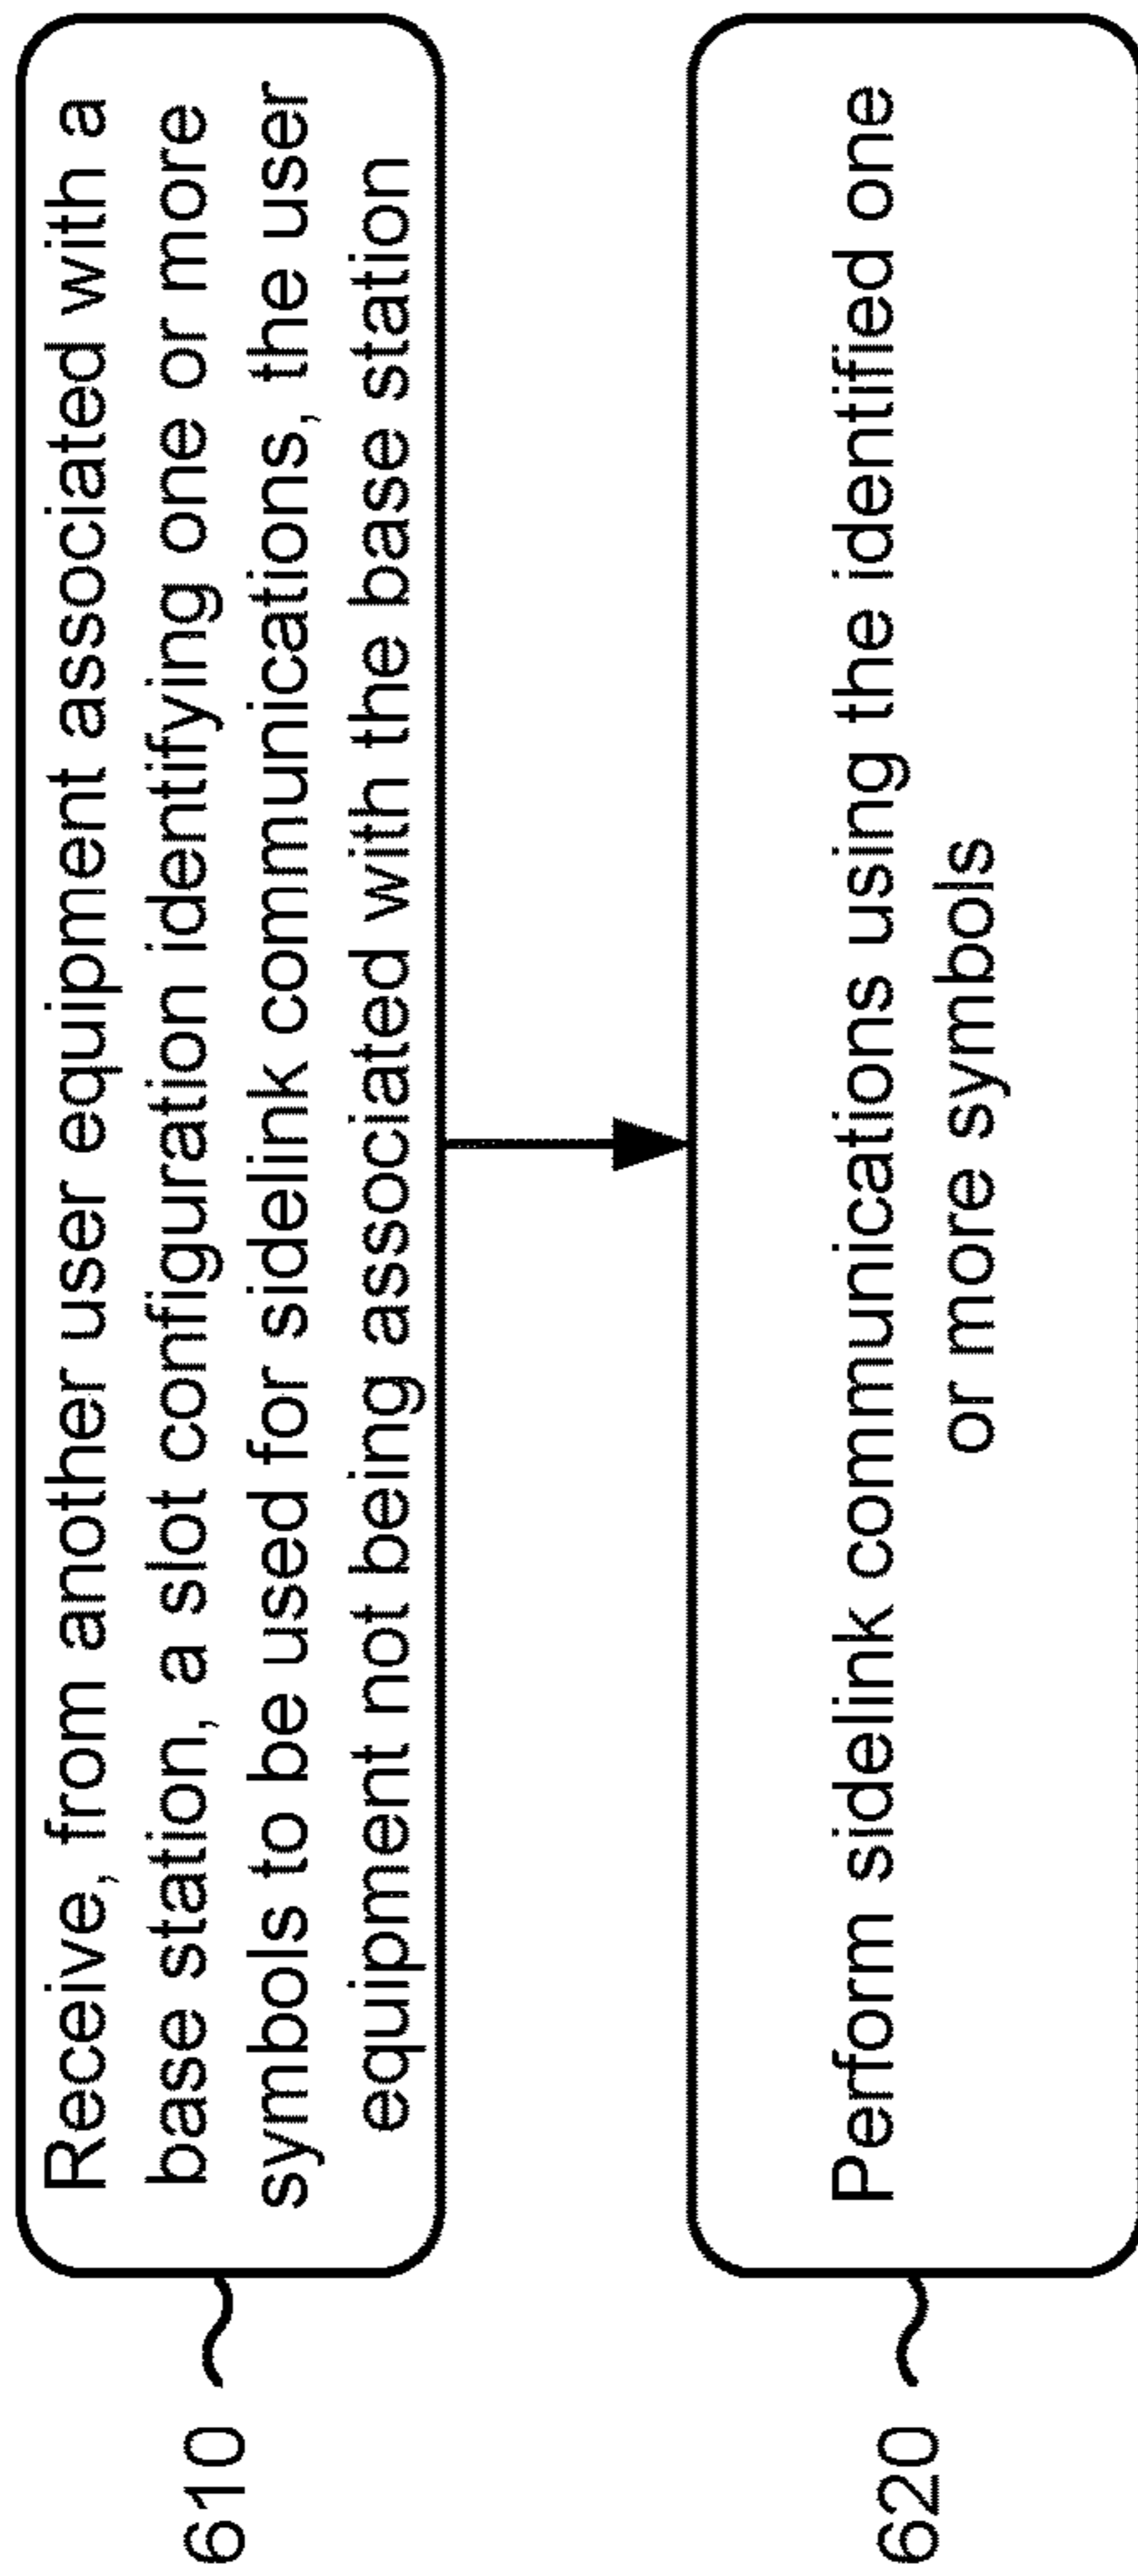 610
Receive, from another user equipment associated with a
base station, a slot configuration identifying one or more
symbols to be used for sidelink communications, the user
equipment not being associated with the base station
620
Perform sidelink communications using the identified one
or more symbols